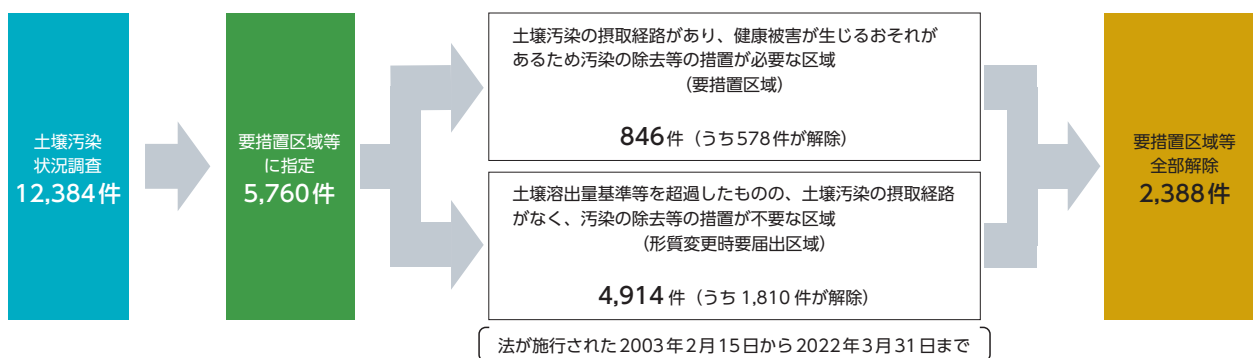 土壌汚染
状況調査
12,384件
要措置区域等
に指定
5,760件
土壌汚染の摂取経路があり、健康被害が生じるおそれが
あるため汚染の除去等の措置が必要な区域
（要措置区域）
846件（うち578件が解除）
土壌溶出量基準等を超過したものの、土壌汚染の摂取経路
がなく、汚染の除去等の措置が不要な区域
（形質変更時要届出区域）
4,914件（うち1,810件が解除）
要措置区域等
全部解除
2,388件
法が施行された2003年2月15日から2022年3月31日まで